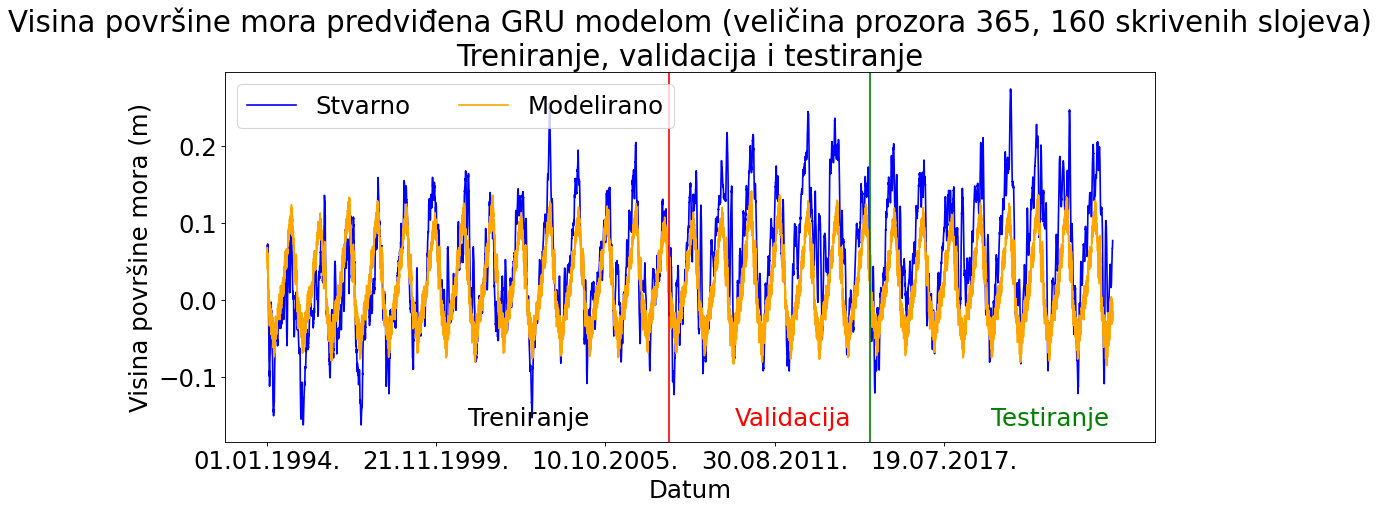 Visina površine mora predviđena GRU modelom (veličina prozora 365, 160 skrivenih slojeva)
Treniranje, validacija i testiranje
Stvarno
Modelirano
Visina površine mora (m)
0.2
0.1
0.0
−0.1
Treniranje
Validacija
Testiranje
01.01.1994.
21.11.1999.
10.10.2005.
30.08.2011.
19.07.2017.
Datum